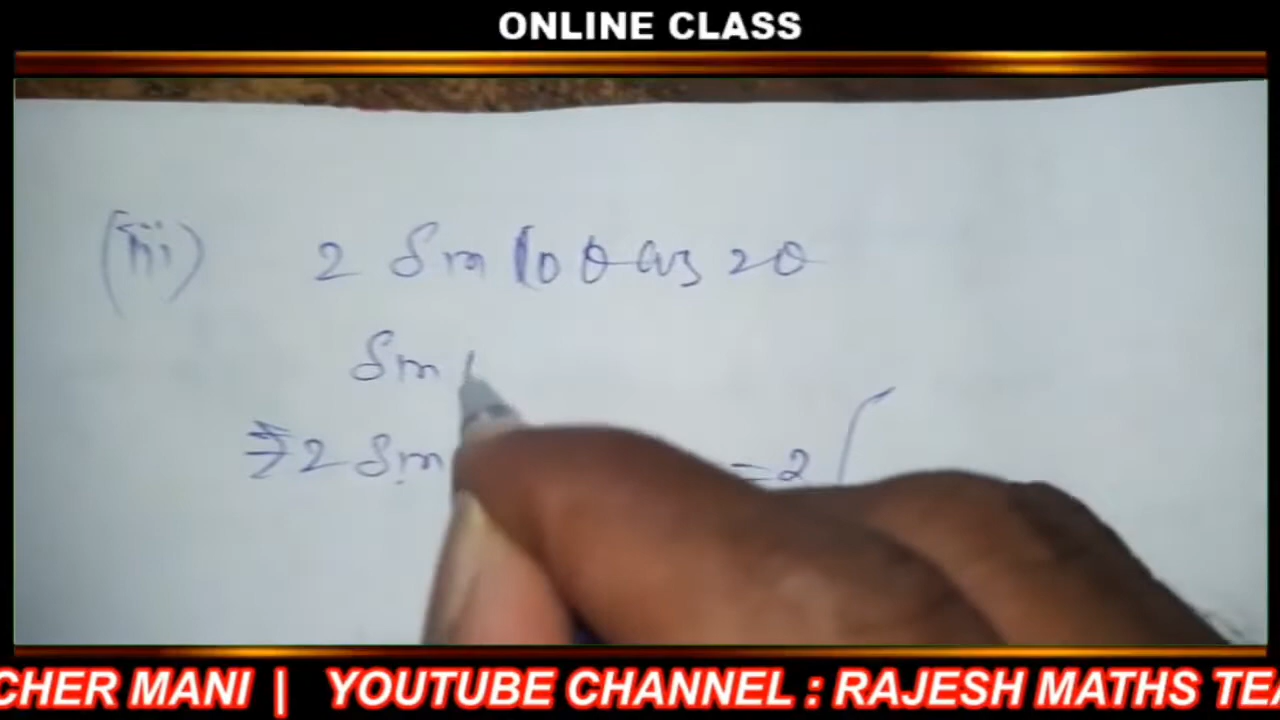 ONLINE CLASS
(iii) 2 Sin 10θ cos 2θ
Sin
⇒ 2 Sin = 2
CHER MANI | YOUTUBE CHANNEL : RAJESH MATHS TEA